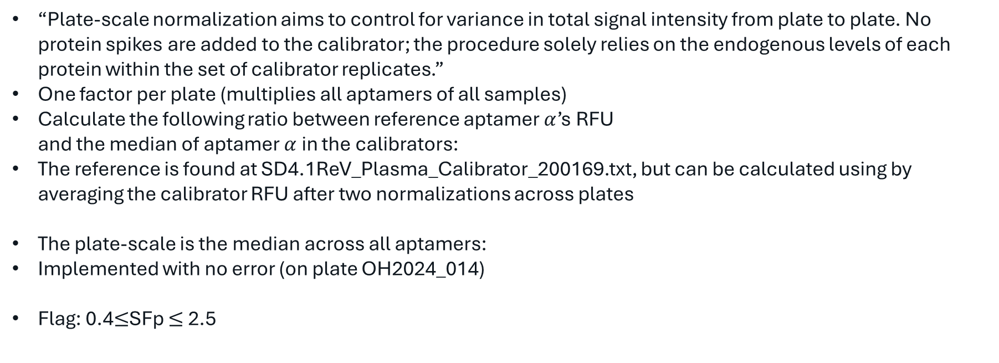 • “Plate-scale normalization aims to control for variance in total signal intensity from plate to plate. No
protein spikes are added to the calibrator; the procedure solely relies on the endogenous levels of each
protein within the set of calibrator replicates.”
• One factor per plate (multiplies all aptamers of all samples)
• Calculate the following ratio between reference aptamer 𝛼’s RFU
and the median of aptamer 𝛼 in the calibrators:
• The reference is found at SD4.1ReV_Plasma_Calibrator_200169.txt, but can be calculated using by
averaging the calibrator RFU after two normalizations across plates
• The plate-scale is the median across all aptamers:
• Implemented with no error (on plate OH2024_014)
• Flag: 0.4≤SFp ≤ 2.5